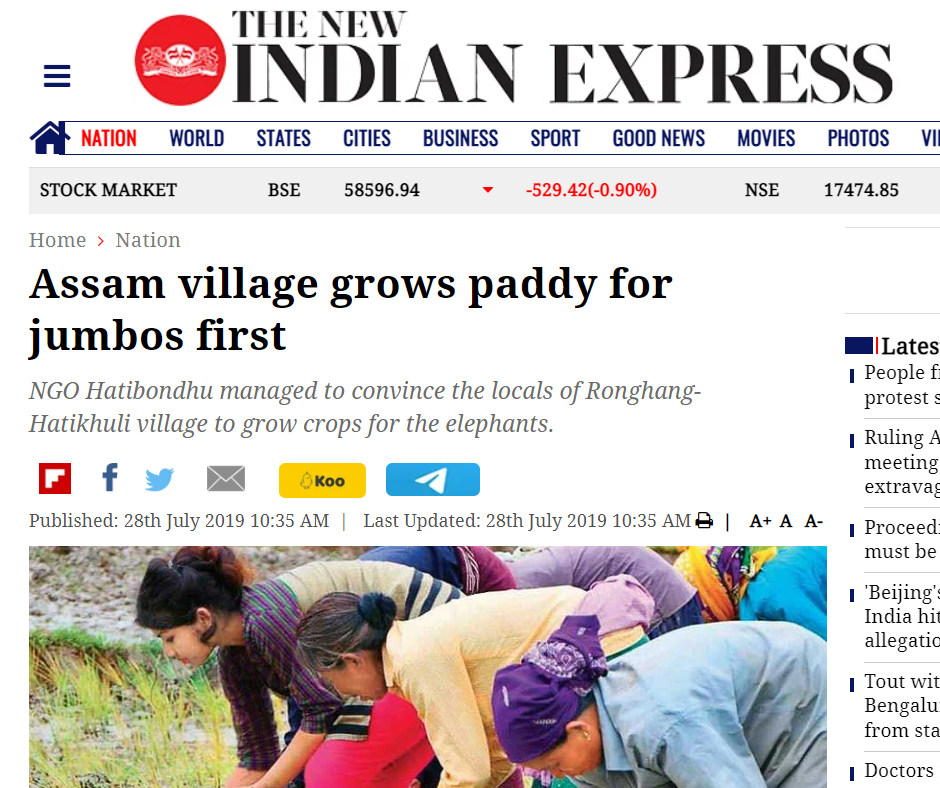 THE NEW
INDIAN EXPRESS
NATION WORLD STATES CITIES BUSINESS SPORT GOOD NEWS MOVIES PHOTOS
STOCK MARKET BSE 58596.94 -529.42(-0.90%) NSE 17474.85
Home > Nation
Assam village grows paddy for
jumbos first
NGO Hatibondhu managed to convince the locals of Ronghang-
Hatikhuli village to grow crops for the elephants.
Koo
Published: 28th July 2019 10:35 AM | Last Updated: 28th July 2019 10:35 AM | A+ A A-
Lates
People f
protest s
Ruling A
meeting
extravag
Proceed
must be
'Beijing's
India hit
allegatio
Tout wit
Bengalu
from sta
Doctors